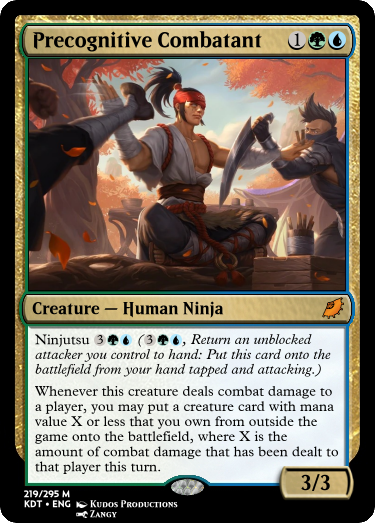 Precognitive Combatant 1
Creature — Human Ninja
Ninjutsu 3 (3, Return an unblocked
attacker you control to hand: Put this card onto the
battlefield from your hand tapped and attacking.)
Whenever this creature deals combat damage to
a player, you may put a creature card with mana
value X or less that you own from outside the
game onto the battlefield, where X is the
amount of combat damage that has been dealt to
that player this turn.
3/3
219/295 M
KDT • ENG Kudos Productions
Zangy